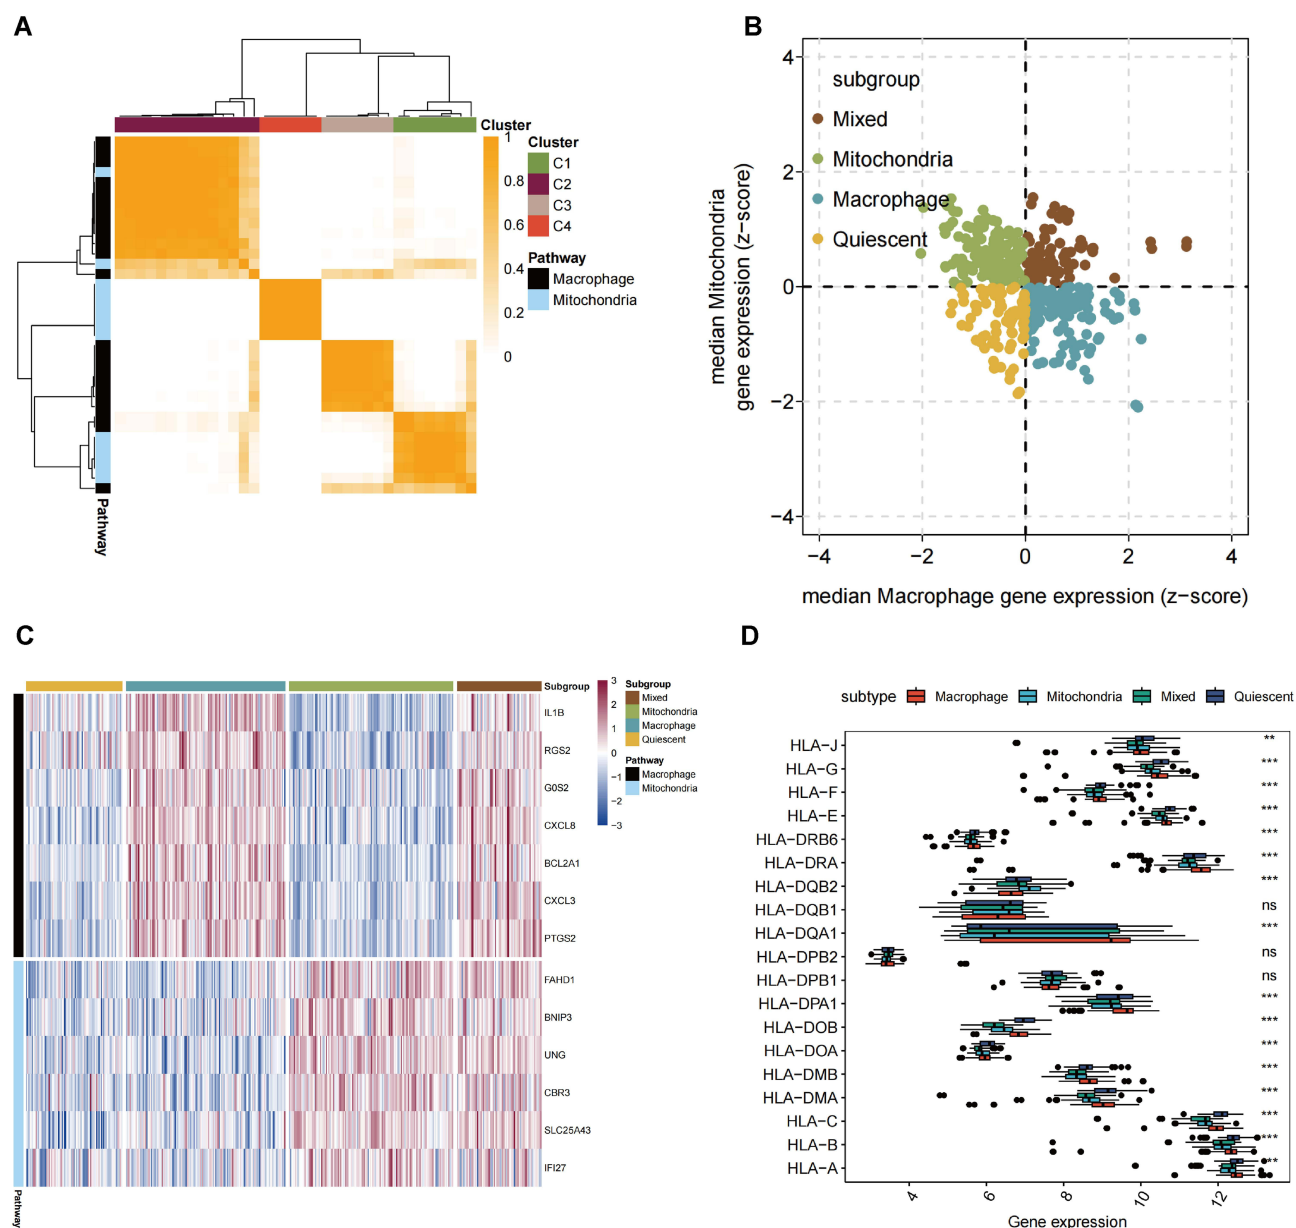 A
Cluster
1
0.8
0.6
0.4
0.2
0
Cluster
C1
C2
C3
C4
Pathway
Macrophage
Mitochondria
Pathway
B
subgroup
Mixed
Mitochondria
Macrophage
Quiescent
4
2
0
−2
−4
−4
−2
0
2
4
median Mitochondria
gene expression (z−score)
median Macrophage gene expression (z−score)
C
Subgroup
IL1B
RGS2
G0S2
CXCL8
BCL2A1
CXCL3
PTGS2
FAHD1
BNIP3
UNG
CBR3
SLC25A43
IFI27
Pathway
3
2
1
0
−1
−2
−3
Subgroup
Mixed
Mitochondria
Macrophage
Quiescent
Pathway
Macrophage
Mitochondria
D
subtype Macrophage Mitochondria Mixed Quiescent
HLA−J **
HLA−G ***
HLA−F ***
HLA−E ***
HLA−DRB6 ***
HLA−DRA ***
HLA−DQB2 ***
HLA−DQB1 ns
HLA−DQA1 ***
HLA−DPB2 ns
HLA−DPB1 ns
HLA−DPA1 ***
HLA−DOB ***
HLA−DOA ***
HLA−DMB ***
HLA−DMA ***
HLA−C ***
HLA−B ***
HLA−A **
4
6
8
10
12
Gene expression